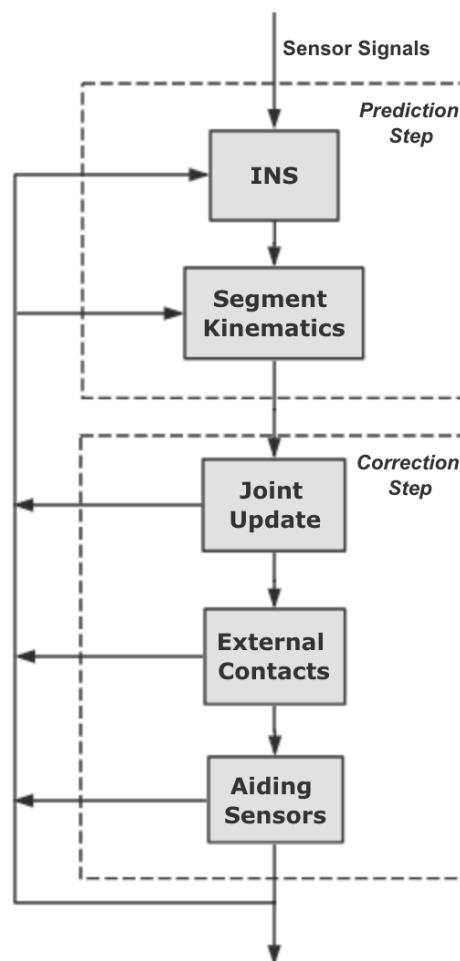 Sensor Signals
Prediction
Step
INS
Segment
Kinematics
Correction
Step
Joint
Update
External
Contacts
Aiding
Sensors